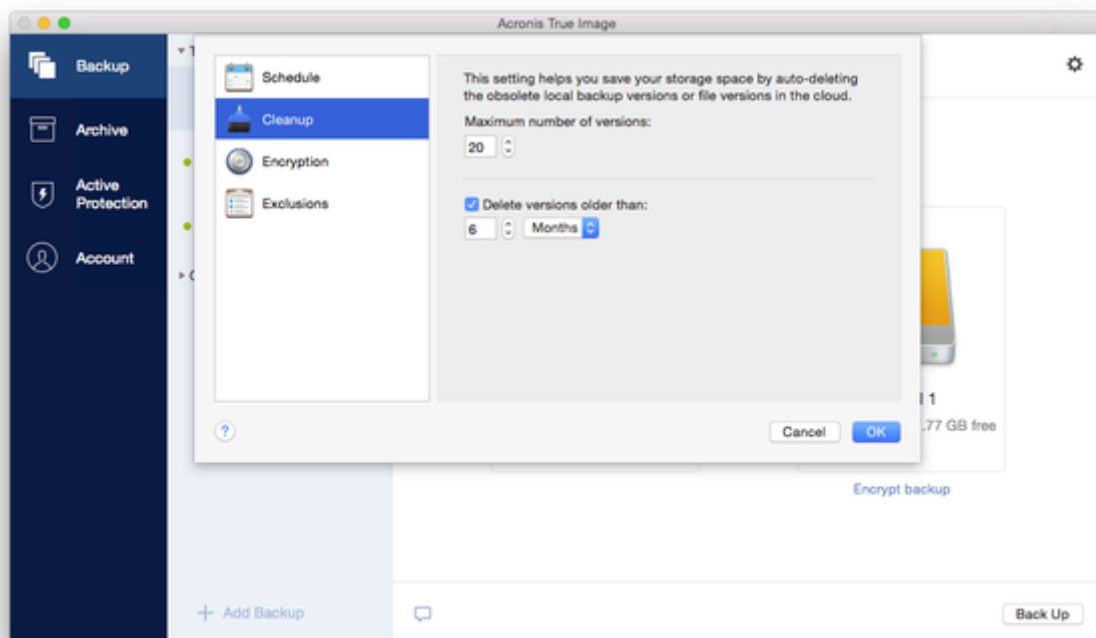 Acronis True Image
Backup
Archive
Active
Protection
Account
Schedule
Cleanup
Encryption
Exclusions
This setting helps you save your storage space by auto-deleting
the obsolete local backup versions or file versions in the cloud.
Maximum number of versions:
20
Delete versions older than:
6 Months
? Cancel OK
1
.77 GB free
Encrypt backup
+ Add Backup
Back Up